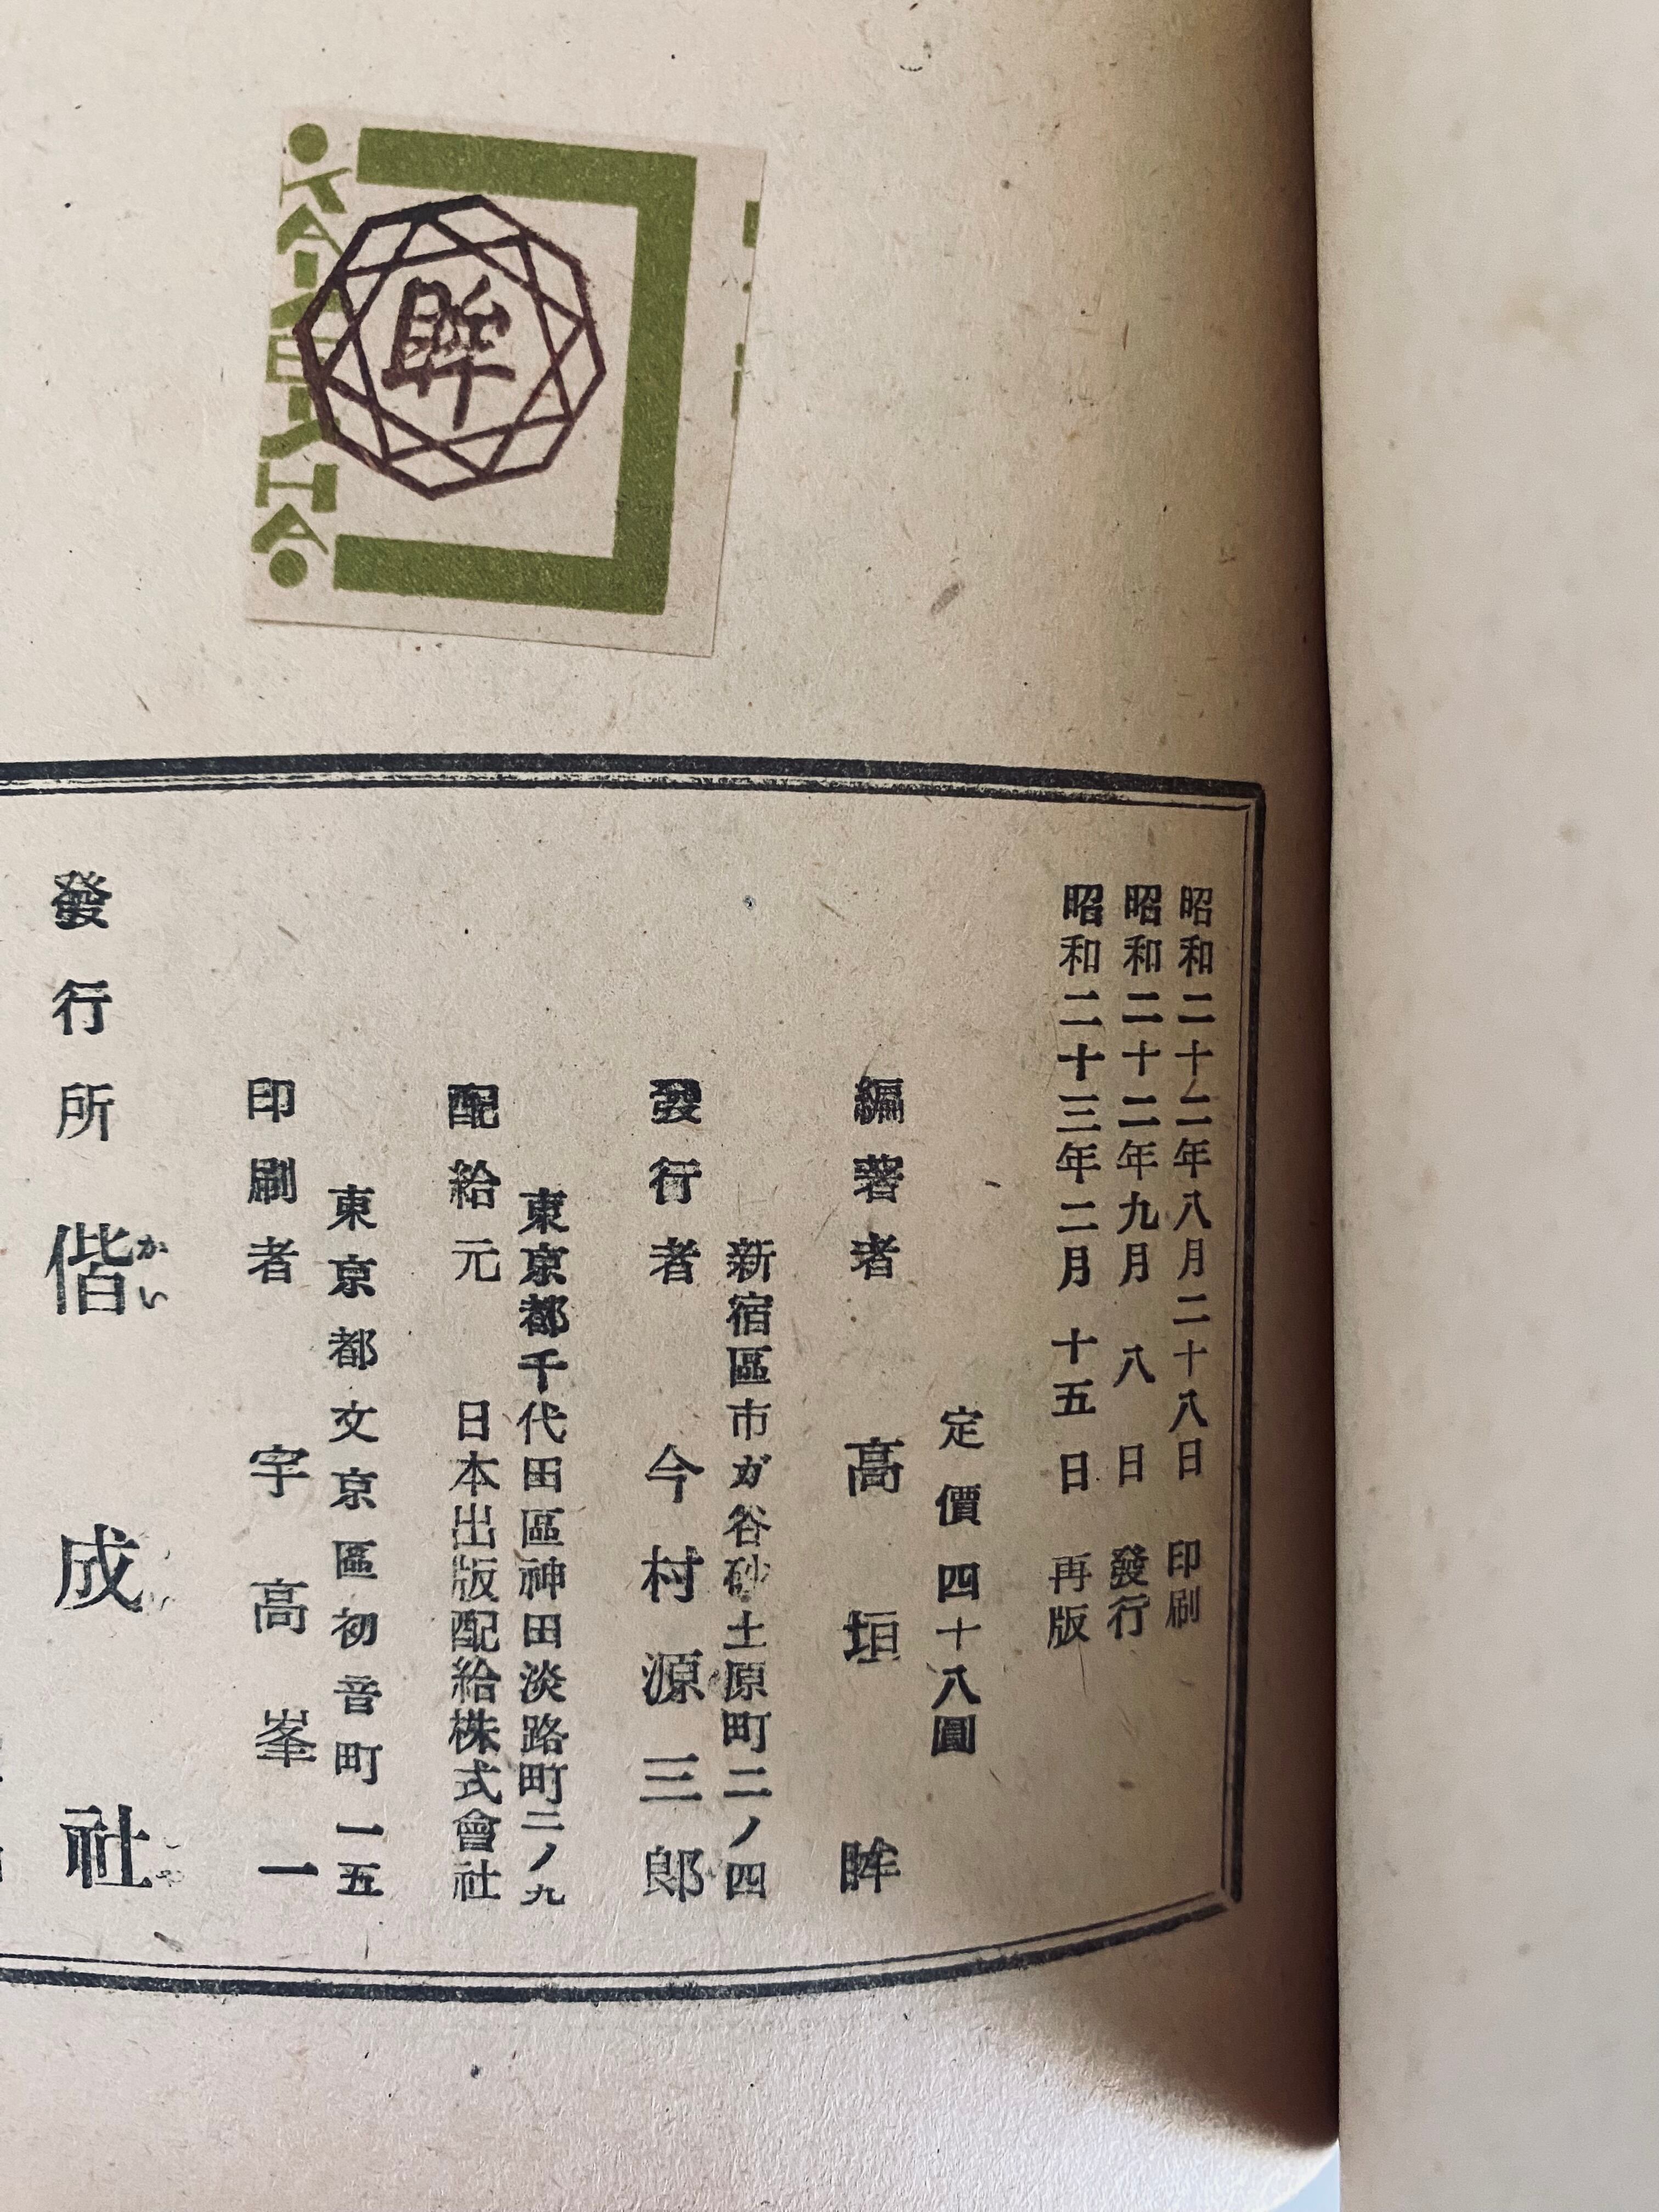 KAISEISHA
眸
昭和二十二年八月二十八日 印刷
昭和二十二年九月 八 日 發行
昭和二十三年二月 十五 日 再版
定價 四十八圓
編著者 高垣眸
新宿區市ガ谷砂土原町二ノ四
發行者 今村源三郎
東京都千代田區神田淡路町二ノ九
配給元 日本出版配給株式會社
東京都文京區初音町一五
印刷者 宇高峯一
發行所 偕成社
かい